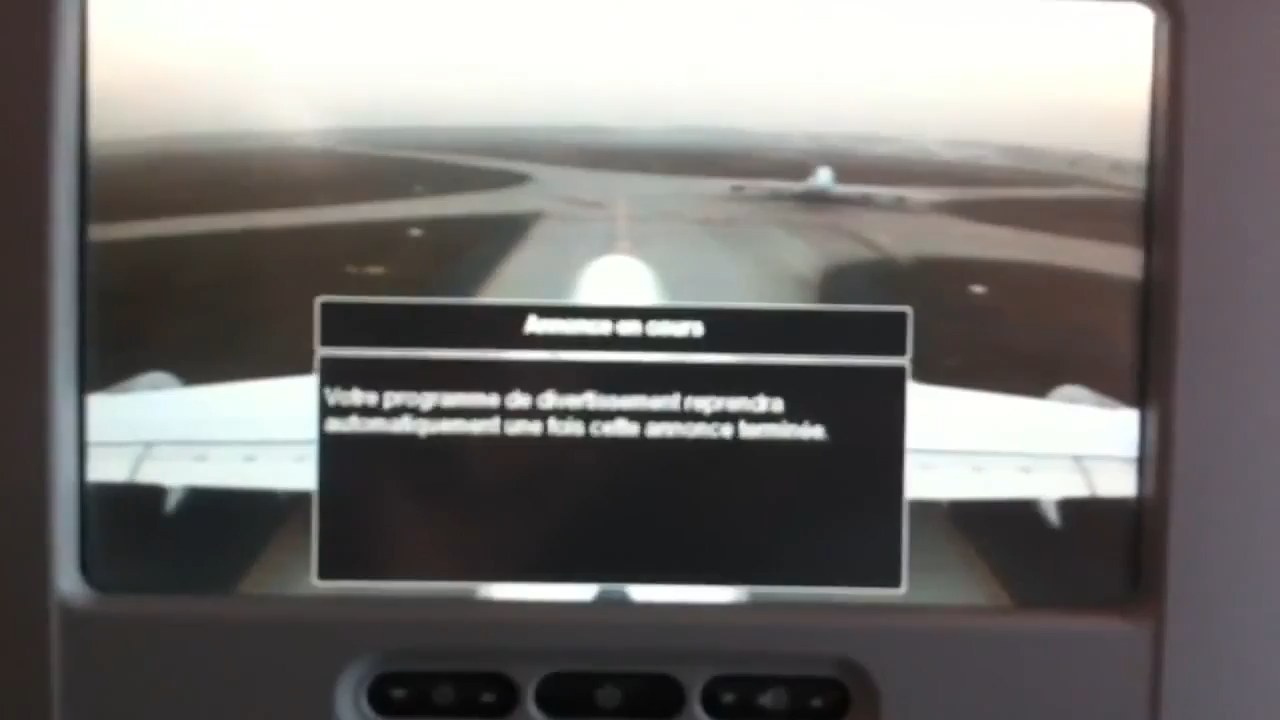 Annonce en cours
Votre programme de divertissement reprendra
automatiquement une fois cette annonce terminée.